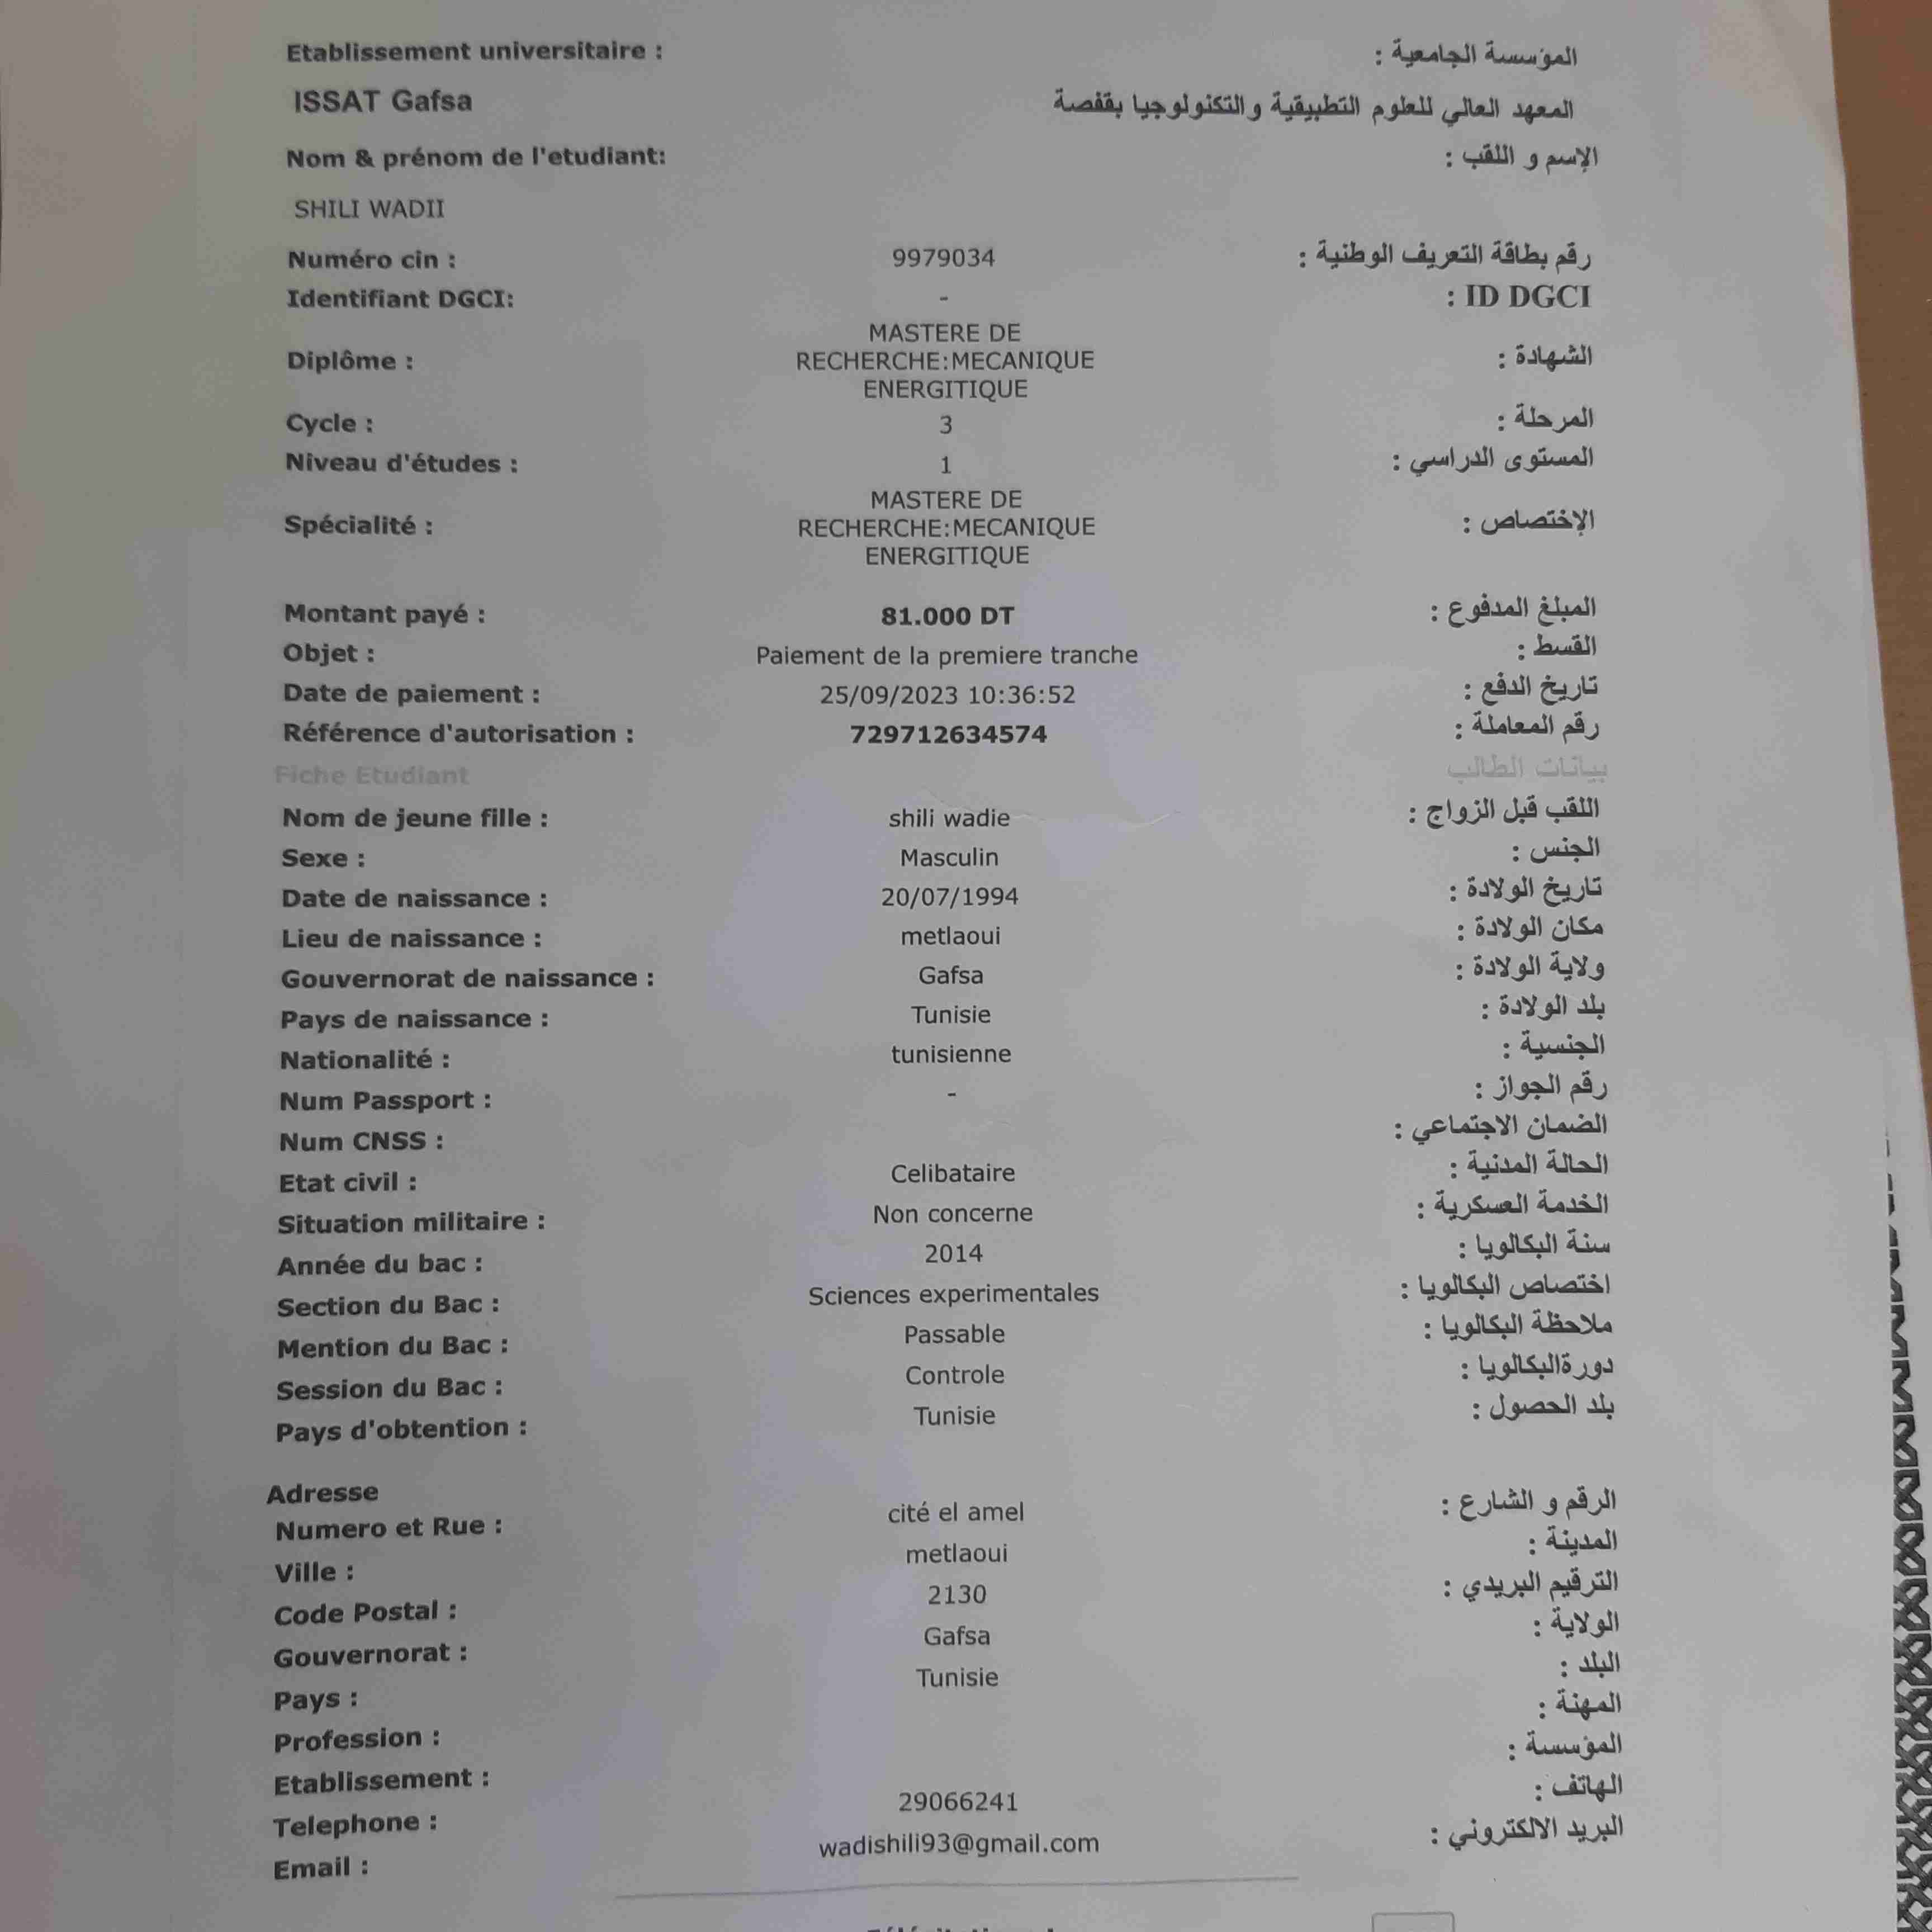 Etablissement universitaire : المؤسسة الجامعية :
ISSAT Gafsa المعهد العالي للعلوم التطبيقية والتكنولوجيا بقفصة
Nom & prénom de l'etudiant: الإسم و اللقب :
SHILI WADII
Numéro cin : 9979034 رقم بطاقة التعريف الوطنية :
Identifiant DGCI: - ID DGCI :
MASTERE DE
Diplôme : RECHERCHE:MECANIQUE الشهادة :
ENERGITIQUE
Cycle : 3 المرحلة :
Niveau d'études : 1 المستوى الدراسي :
MASTERE DE
Spécialité : RECHERCHE:MECANIQUE الإختصاص :
ENERGITIQUE
Montant payé : 81.000 DT المبلغ المدفوع :
Objet : Paiement de la premiere tranche القسط :
Date de paiement : 25/09/2023 10:36:52 تاريخ الدفع :
Référence d'autorisation : 729712634574 رقم المعاملة :
Fiche Etudiant بيانات الطالب
Nom de jeune fille : shili wadie اللقب قبل الزواج :
Sexe : Masculin الجنس :
Date de naissance : 20/07/1994 تاريخ الولادة :
Lieu de naissance : metlaoui مكان الولادة :
Gouvernorat de naissance : Gafsa ولاية الولادة :
Pays de naissance : Tunisie بلد الولادة :
Nationalité : tunisienne الجنسية :
Num Passport : - رقم الجواز :
Num CNSS : الضمان الاجتماعي :
Etat civil : Celibataire الحالة المدنية :
Situation militaire : Non concerne الخدمة العسكرية :
Année du bac : 2014 سنة البكالويا :
Section du Bac : Sciences experimentales اختصاص البكالويا :
Mention du Bac : Passable ملاحظة البكالويا :
Session du Bac : Controle دورةالبكالويا :
Pays d'obtention : Tunisie بلد الحصول :
Adresse
Numero et Rue : cité el amel الرقم و الشارع :
Ville : metlaoui المدينة :
Code Postal : 2130 الترقيم البريدي :
Gouvernorat : Gafsa الولاية :
Pays : Tunisie البلد :
Profession : المهنة :
Etablissement : المؤسسة :
Telephone : 29066241 الهاتف :
Email : wadishili93@gmail.com البريد الالكتروني :